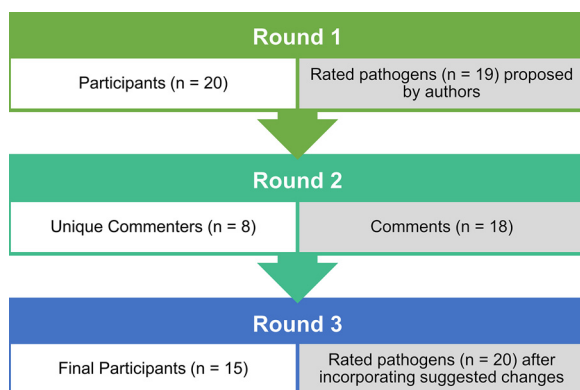 Round 1
Participants (n = 20)
Rated pathogens (n = 19) proposed
by authors
Round 2
Unique Commenters (n = 8)
Comments (n = 18)
Round 3
Final Participants (n = 15)
Rated pathogens (n = 20) after
incorporating suggested changes